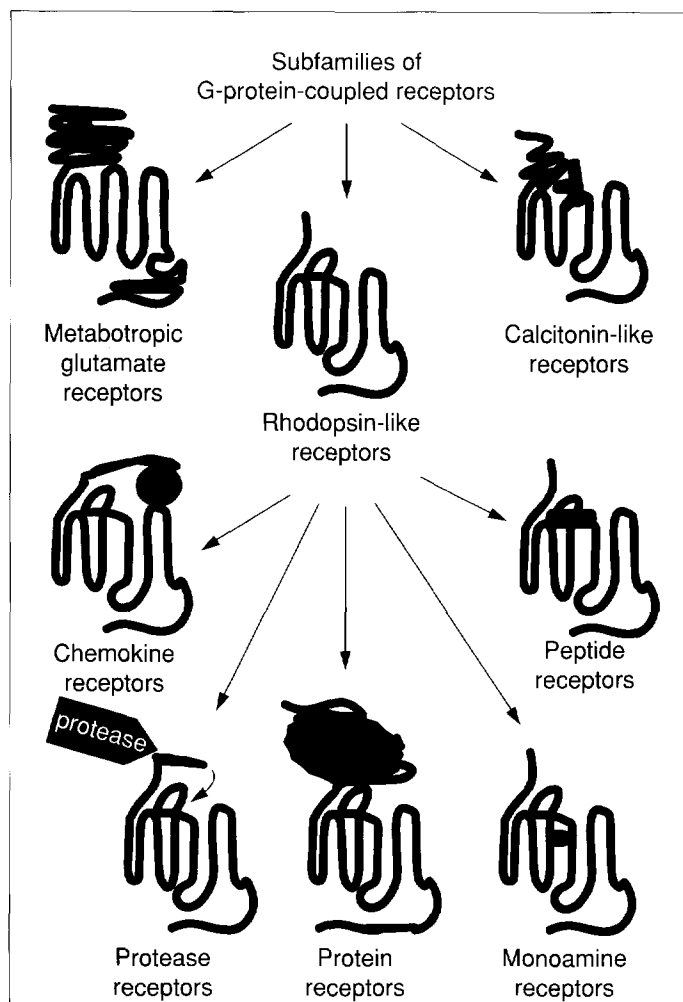 Subfamilies of
G-protein-coupled receptors
Metabotropic
glutamate
receptors
Rhodopsin-like
receptors
Calcitonin-like
receptors
Chemokine
receptors
Peptide
receptors
protease
Protease
receptors
Protein
receptors
Monoamine
receptors